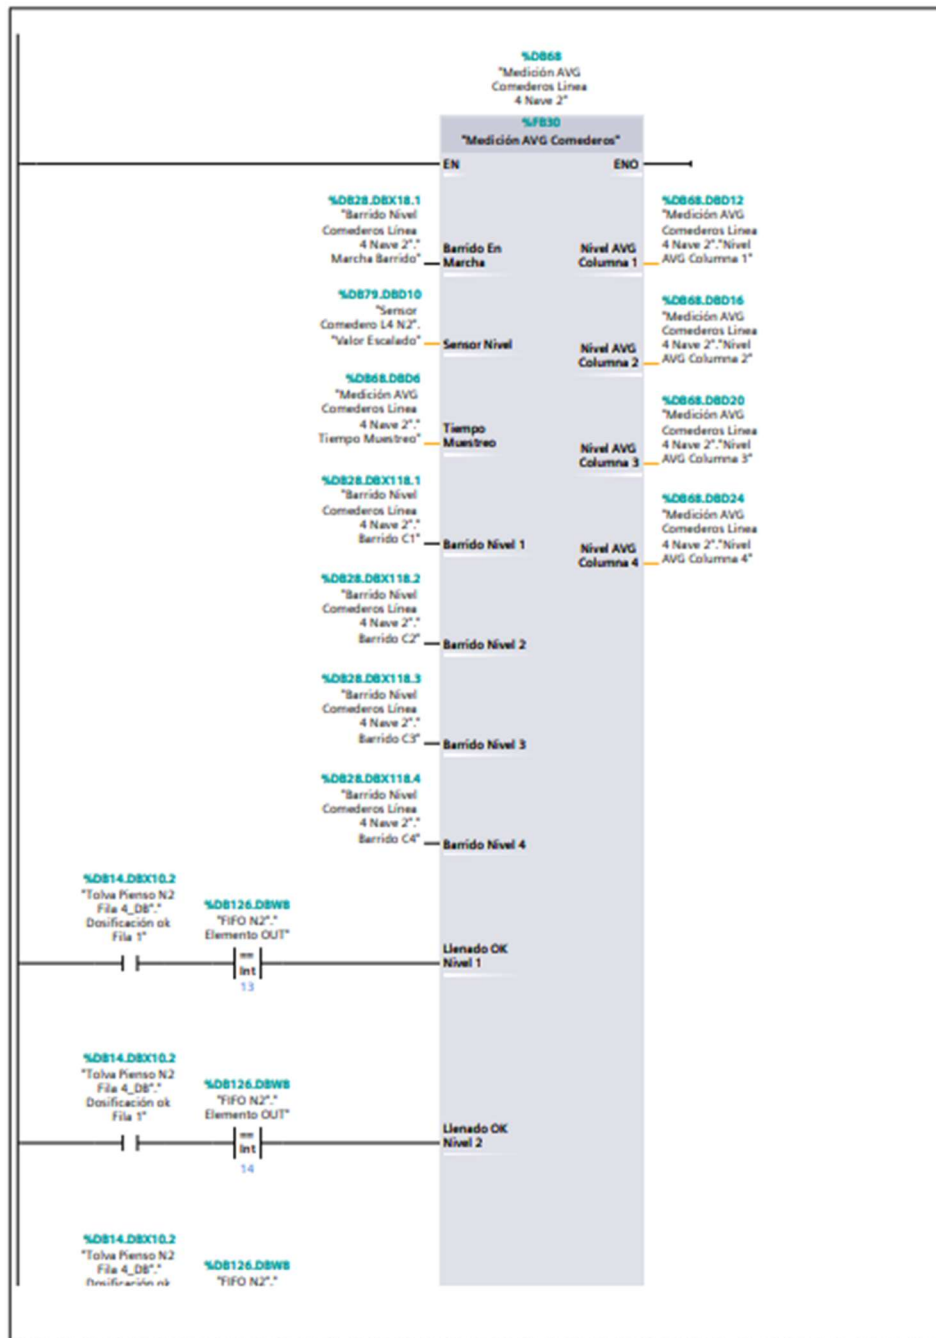 %DB68
"Medición AVG
Comederos Linea
4 Nave 2"
%FB30
"Medición AVG Comederos"
EN
ENO
%DB28.DBX18.1
"Barrido Nivel
Comederos Línea
4 Nave 2"."
Marcha Barrido"
Barrido En
Marcha
Nivel AVG
Columna 1
%DB68.DBD12
"Medición AVG
Comederos Linea
4 Nave 2"."Nivel
AVG Columna 1"
%DB79.DBD10
"Sensor
Comedero L4 N2".
"Valor Escalado"
Sensor Nivel
Nivel AVG
Columna 2
%DB68.DBD16
"Medición AVG
Comederos Linea
4 Nave 2"."Nivel
AVG Columna 2"
%DB68.DBD6
"Medición AVG
Comederos Linea
4 Nave 2"."
Tiempo Muestreo"
Tiempo
Muestreo
Nivel AVG
Columna 3
%DB68.DBD20
"Medición AVG
Comederos Linea
4 Nave 2"."Nivel
AVG Columna 3"
%DB28.DBX118.1
"Barrido Nivel
Comederos Línea
4 Nave 2"."
Barrido C1"
Barrido Nivel 1
Nivel AVG
Columna 4
%DB68.DBD24
"Medición AVG
Comederos Linea
4 Nave 2"."Nivel
AVG Columna 4"
%DB28.DBX118.2
"Barrido Nivel
Comederos Línea
4 Nave 2"."
Barrido C2"
Barrido Nivel 2
%DB28.DBX118.3
"Barrido Nivel
Comederos Línea
4 Nave 2"."
Barrido C3"
Barrido Nivel 3
%DB28.DBX118.4
"Barrido Nivel
Comederos Línea
4 Nave 2"."
Barrido C4"
Barrido Nivel 4
%DB14.DBX10.2
"Tolva Pienso N2
Fila 4_DB"."
Dosificación ok
Fila 1"
%DB126.DBW8
"FIFO N2"."
Elemento OUT"
==
Int
13
Llenado OK
Nivel 1
%DB14.DBX10.2
"Tolva Pienso N2
Fila 4_DB"."
Dosificación ok
Fila 1"
%DB126.DBW8
"FIFO N2"."
Elemento OUT"
==
Int
14
Llenado OK
Nivel 2
%DB14.DBX10.2
"Tolva Pienso N2
Fila 4_DB"."
Dosificación ok
%DB126.DBW8
"FIFO N2"."